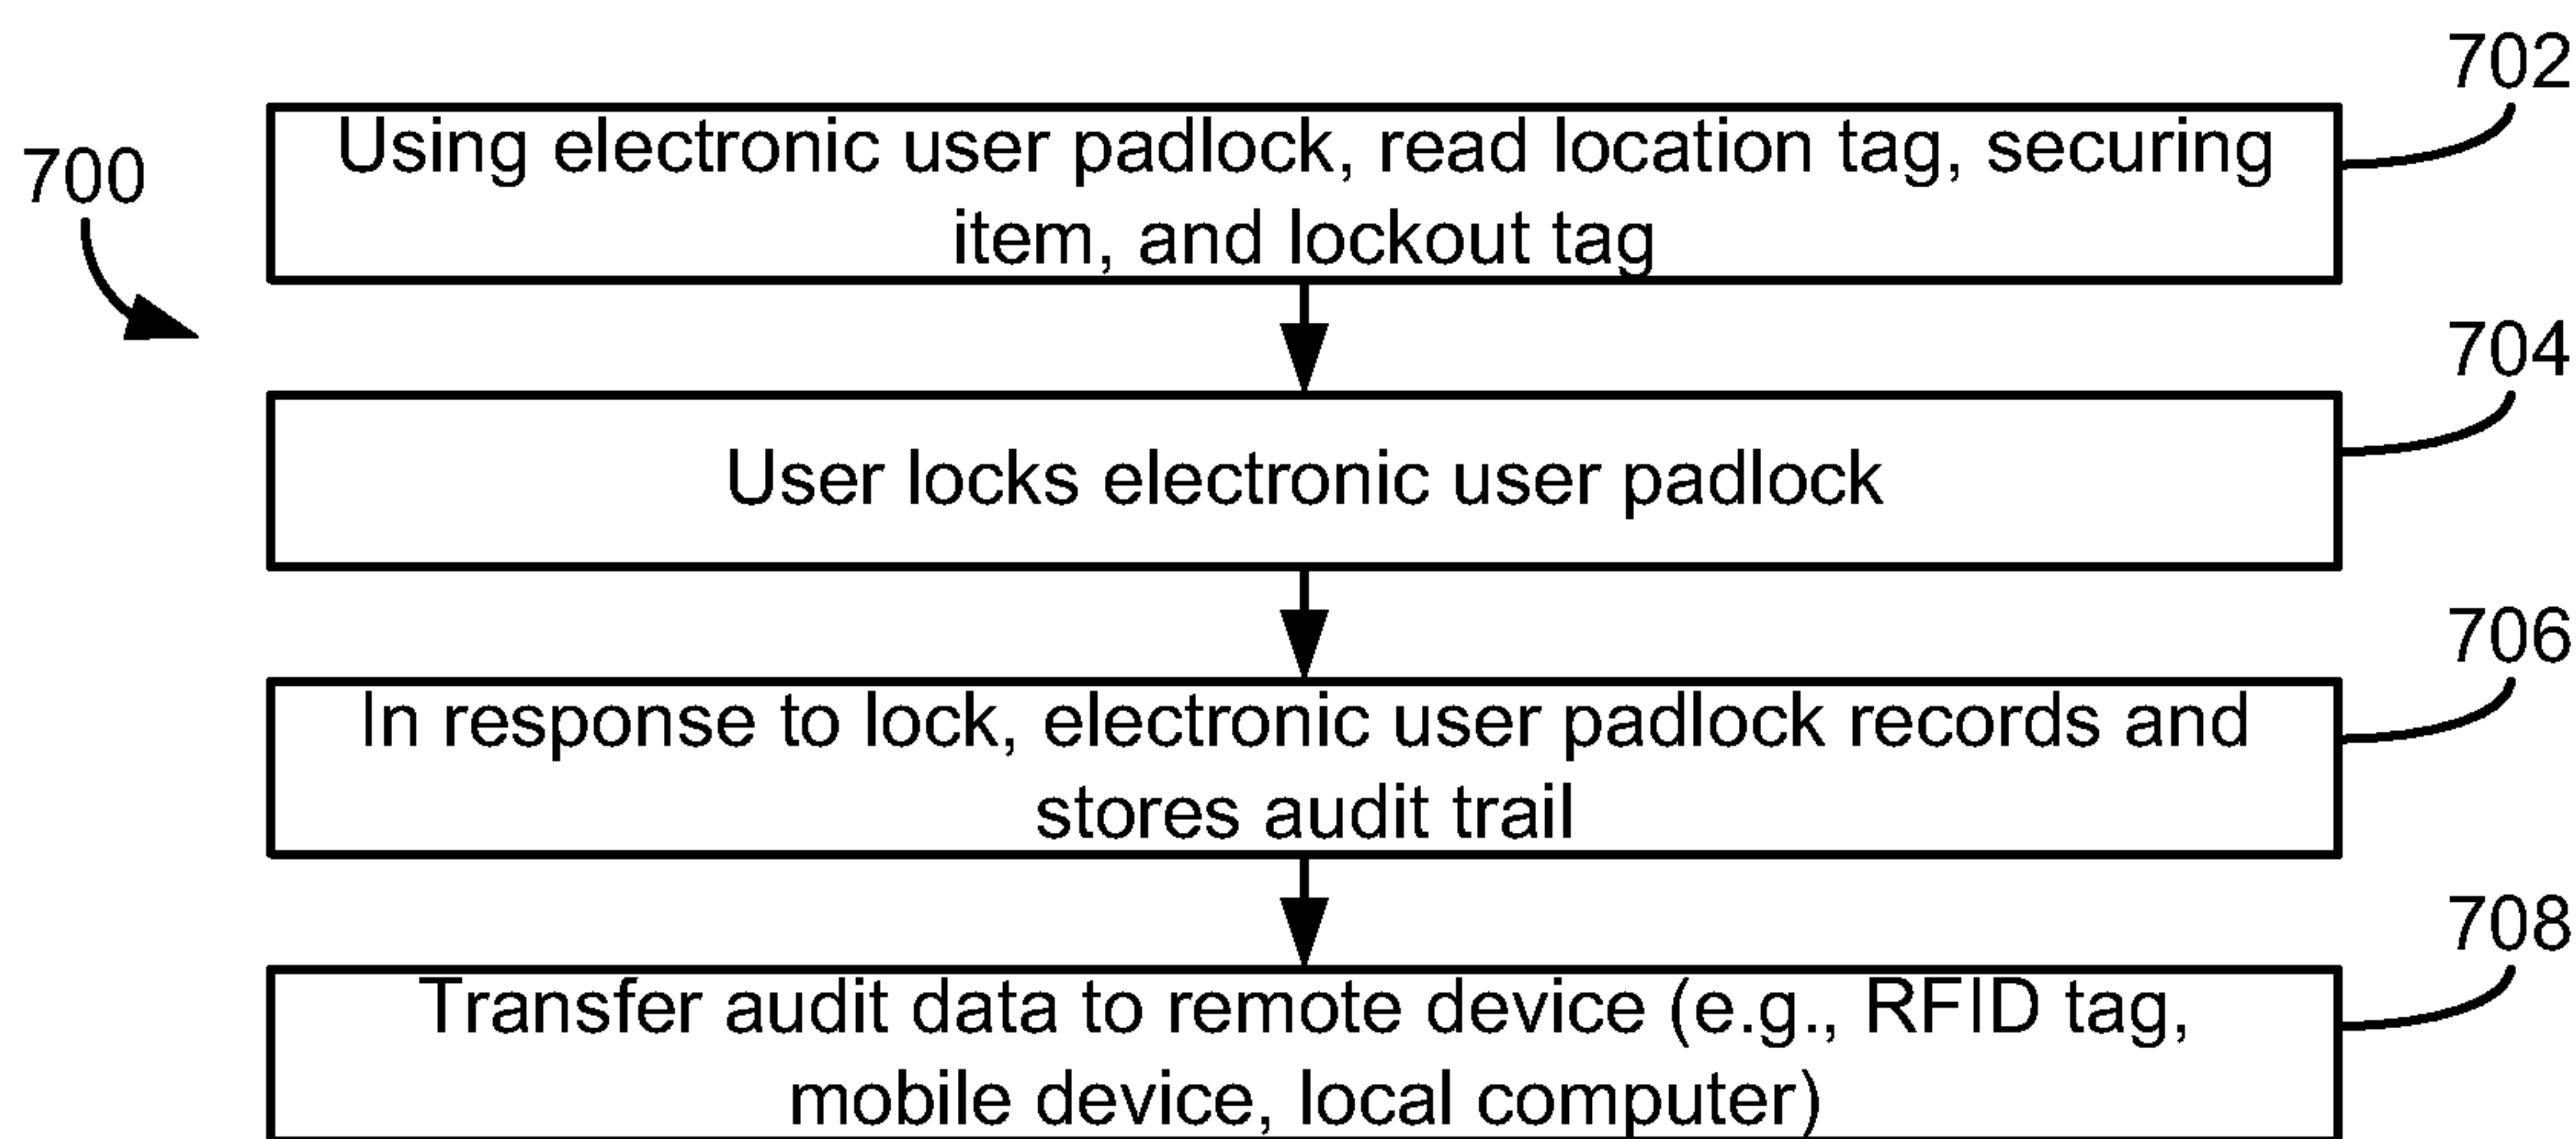 702
Using electronic user padlock, read location tag, securing
item, and lockout tag
700
704
User locks electronic user padlock
706
In response to lock, electronic user padlock records and
stores audit trail
708
Transfer audit data to remote device (e.g., RFID tag,
mobile device, local computer)